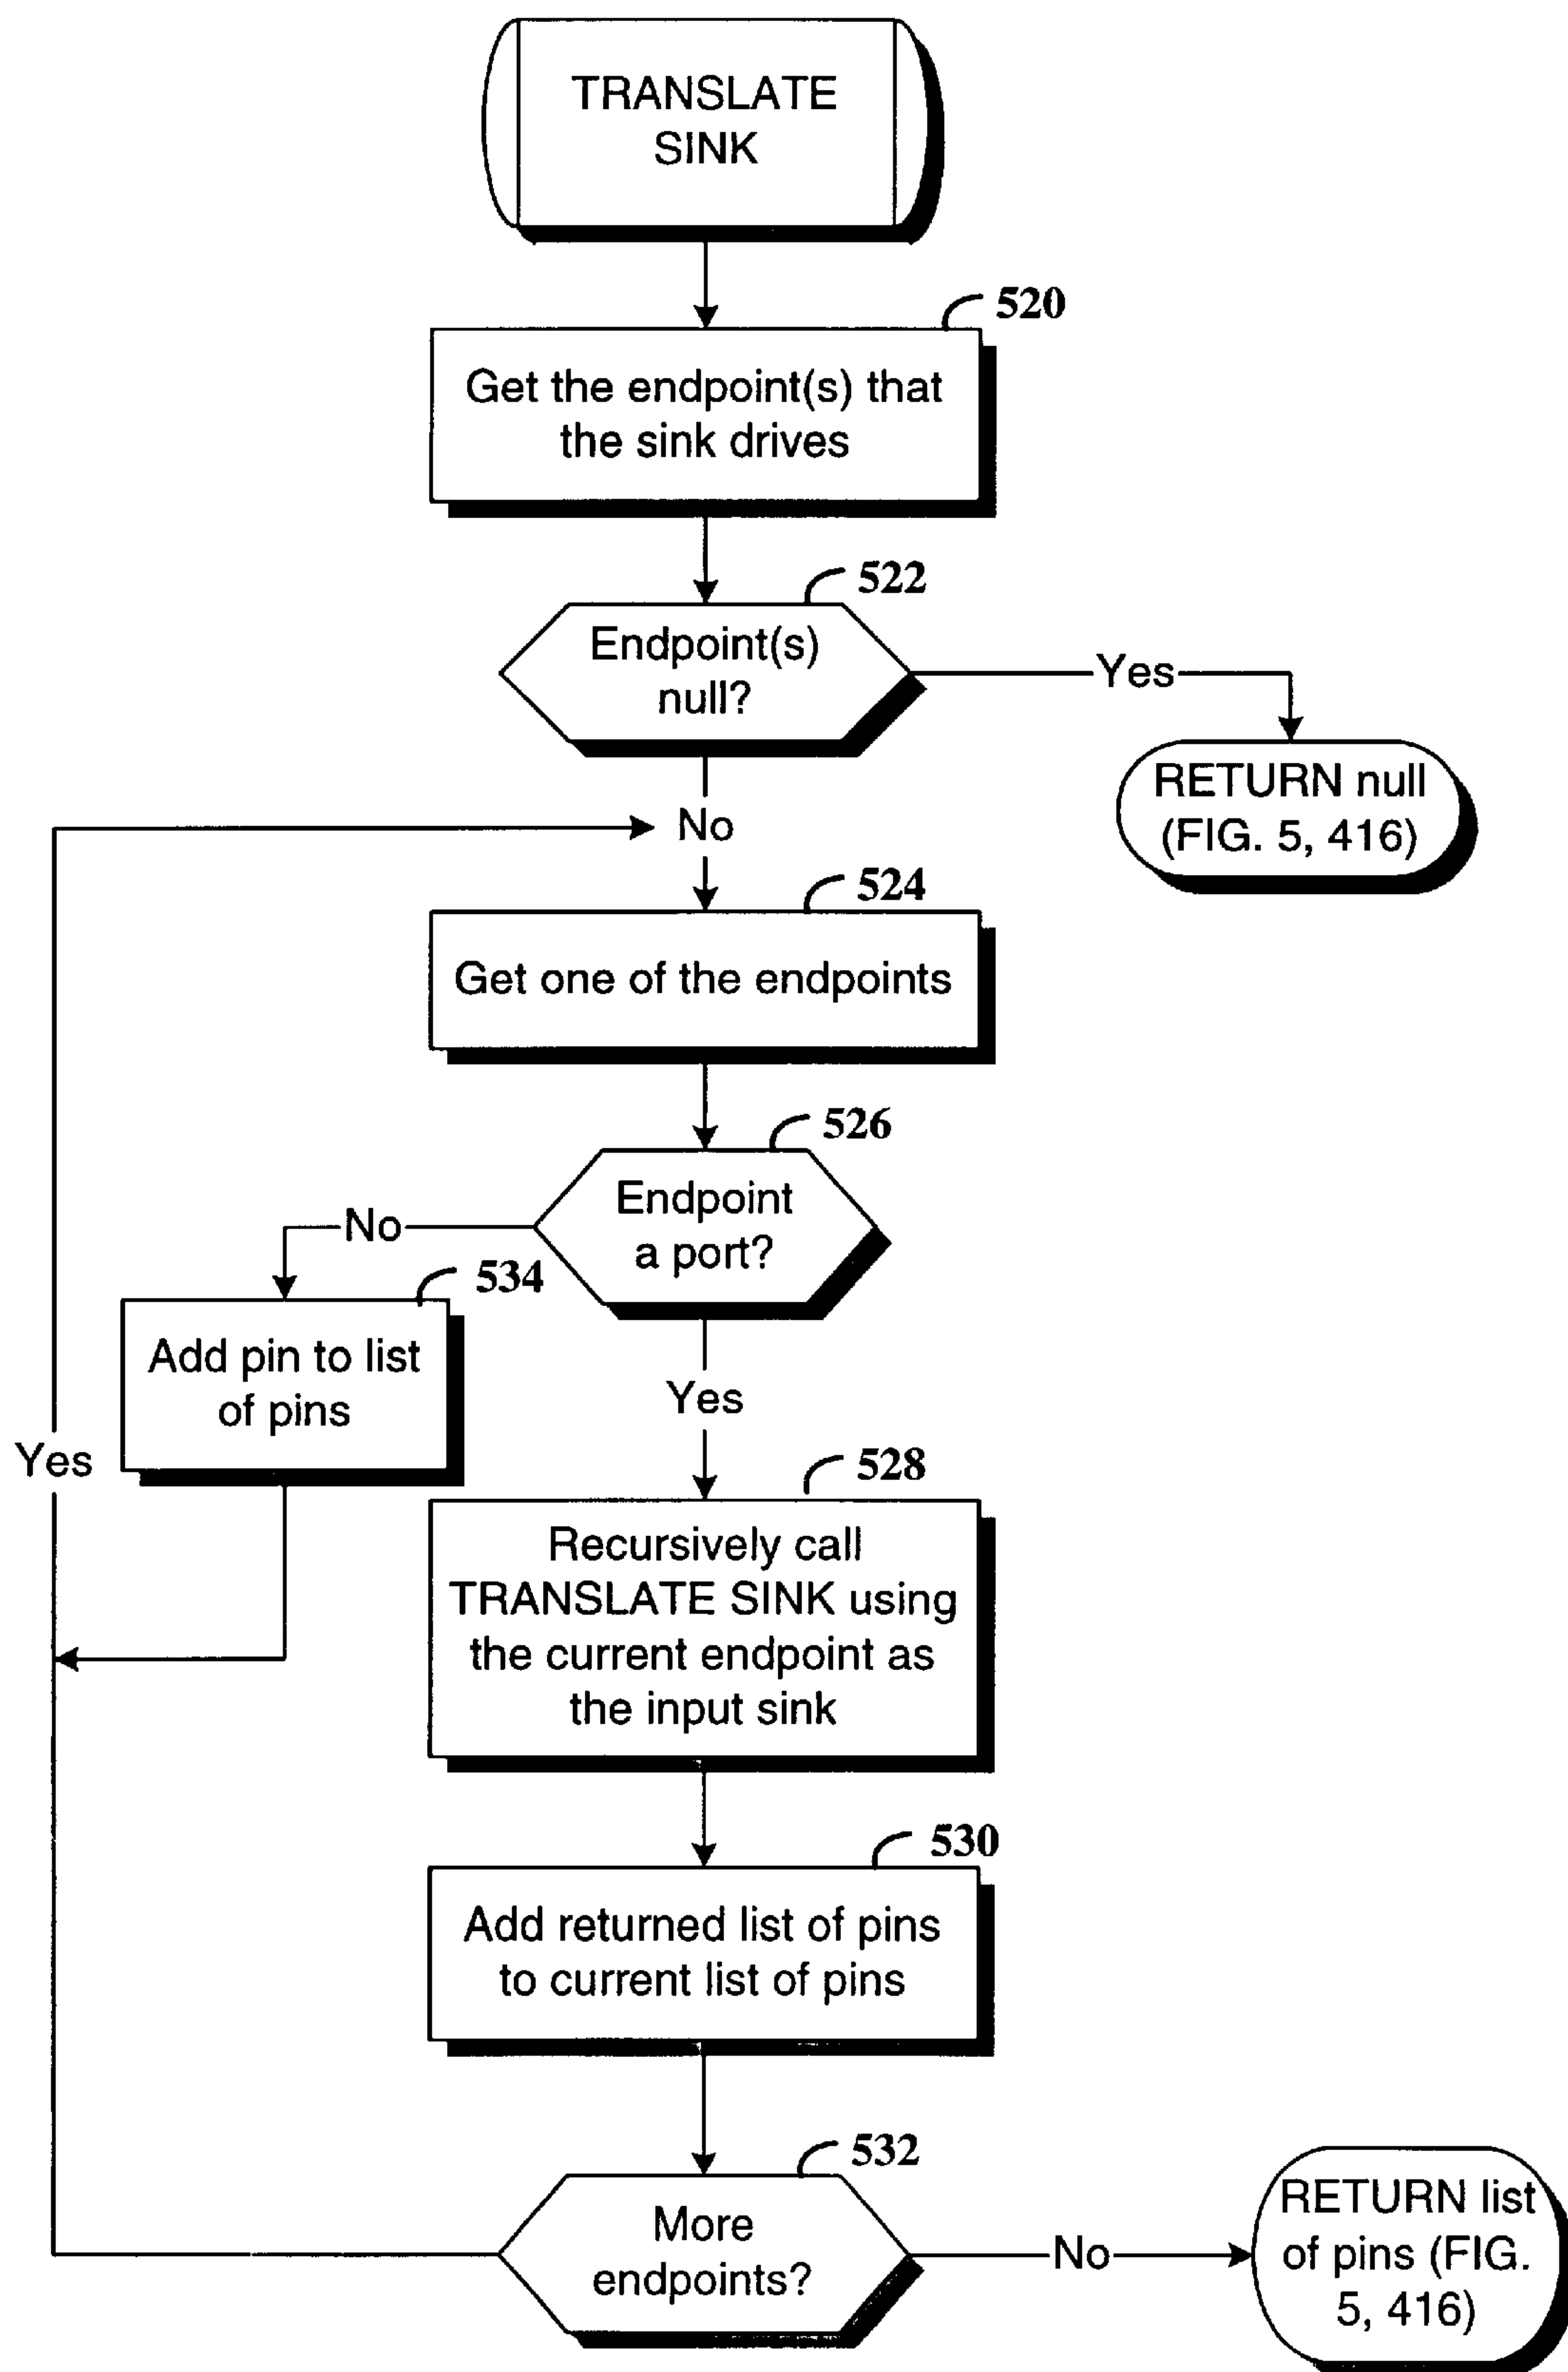 TRANSLATE
SINK
520
Get the endpoint(s) that
the sink drives
522
Endpoint(s)
null?
Yes
RETURN null
(FIG. 5, 416)
No
524
Get one of the endpoints
526
Endpoint
a port?
No
534
Add pin to list
of pins
Yes
Yes
528
Recursively call
TRANSLATE SINK using
the current endpoint as
the input sink
530
Add returned list of pins
to current list of pins
532
More
endpoints?
No
RETURN list
of pins (FIG.
5, 416)